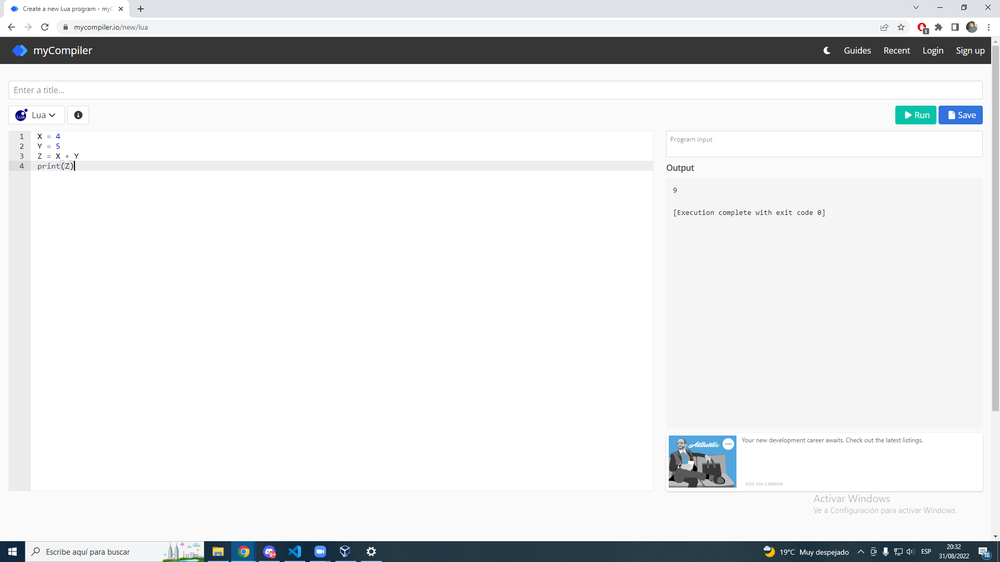 Create a new Lua program - myC
mycompiler.io/new/lua
1
myCompiler
Guides
Recent
Login
Sign up
Enter a title...
Lua
Lua
Run
Save
1 X = 4
2 Y = 5
3 Z = X + Y
4 print(Z)
Program input
Output
9
[Execution complete with exit code 0]
Authentic
JOBS
Your new development career awaits. Check out the latest listings.
ADS VIA CARBON
Activar Windows
Ve a Configuración para activar Windows.
Escribe aquí para buscar
9+
19°C Muy despejado
ESP
20:32
31/08/2022
18